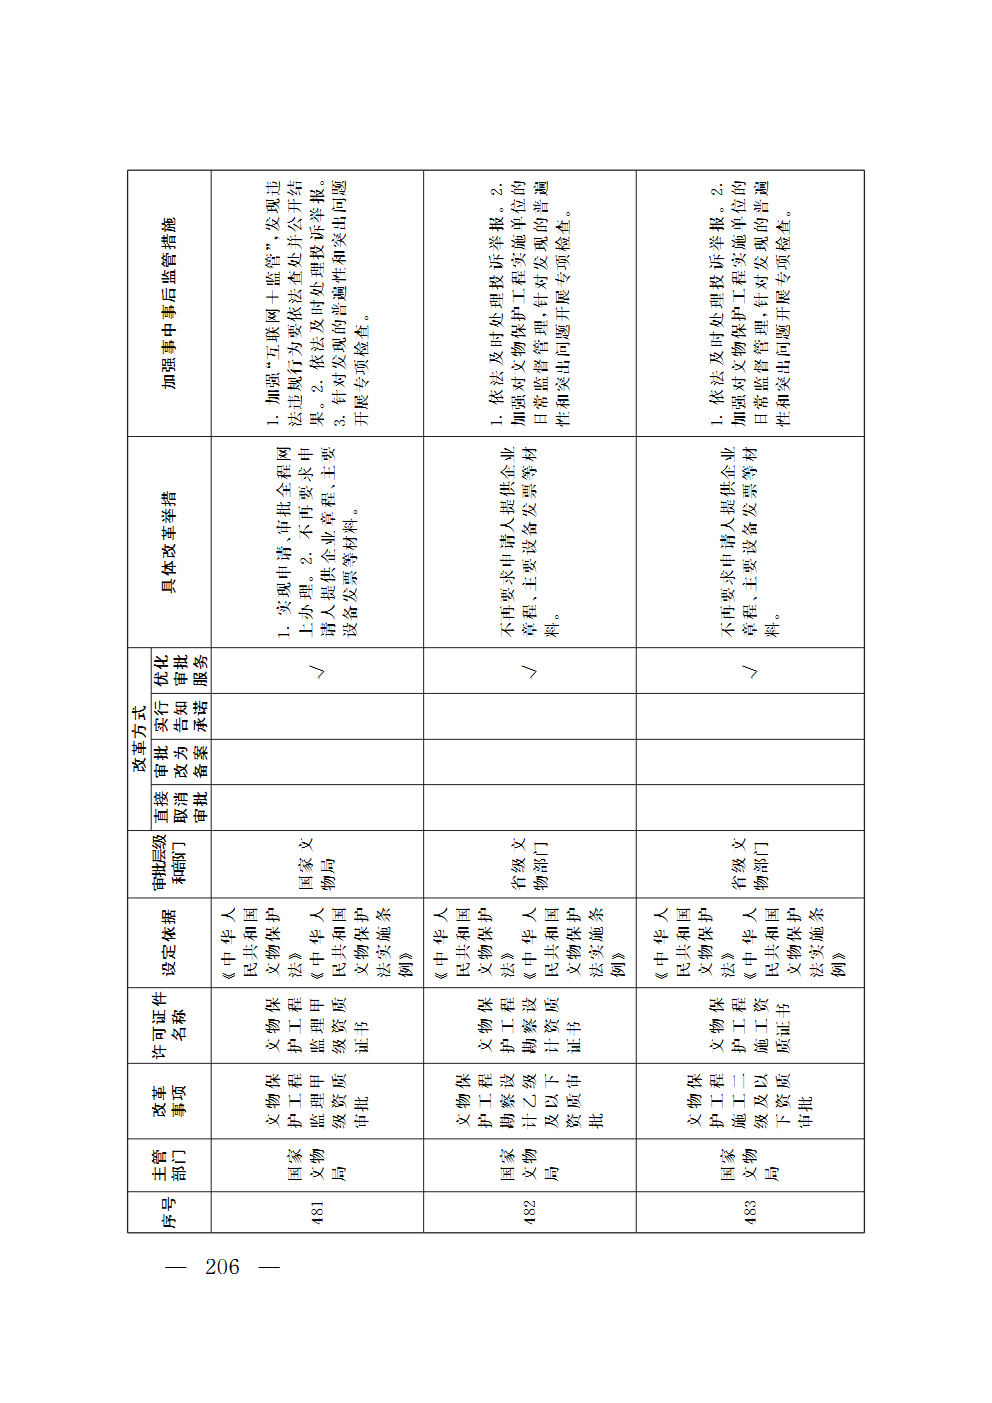 序号
主管
部门
改革
事项
许可证件
名称
设定依据
审批层级
和部门
改革方式
直接
取消
审批
审批
改为
备案
实行
告知
承诺
优化
审批
服务
具体改革举措
加强事中事后监管措施
481
国家
文物
局
文物保
护工程
监理甲
级资质
审批
文物保
护工程
监理甲
级资质
证书
《中华人
民共和国
文物保护
法》
《中华人
民共和国
文物保护
法实施条
例》
国家文
物局
√
1. 实现申请、审批全程网
上办理。2. 不再要求申
请人提供企业章程、主要
设备发票等材料。
1. 加强“互联网＋监管”,发现违
法违规行为要依法查处并公开结
果。2. 依法及时处理投诉举报。
3. 针对发现的普遍性和突出问题
开展专项检查。
482
国家
文物
局
文物保
护工程
勘察设
计乙级
及以下
资质审
批
文物保
护工程
勘察设
计资质
证书
《中华人
民共和国
文物保护
法》
《中华人
民共和国
文物保护
法实施条
例》
省级文
物部门
√
不再要求申请人提供企业
章程、主要设备发票等材
料。
1. 依法及时处理投诉举报。2.
加强对文物保护工程实施单位的
日常监督管理,针对发现的普遍
性和突出问题开展专项检查。
483
国家
文物
局
文物保
护工程
施工二
级及以
下资质
审批
文物保
护工程
施工资
质证书
《中华人
民共和国
文物保护
法》
《中华人
民共和国
文物保护
法实施条
例》
省级文
物部门
√
不再要求申请人提供企业
章程、主要设备发票等材
料。
1. 依法及时处理投诉举报。2.
加强对文物保护工程实施单位的
日常监督管理,针对发现的普遍
性和突出问题开展专项检查。
— 206 —